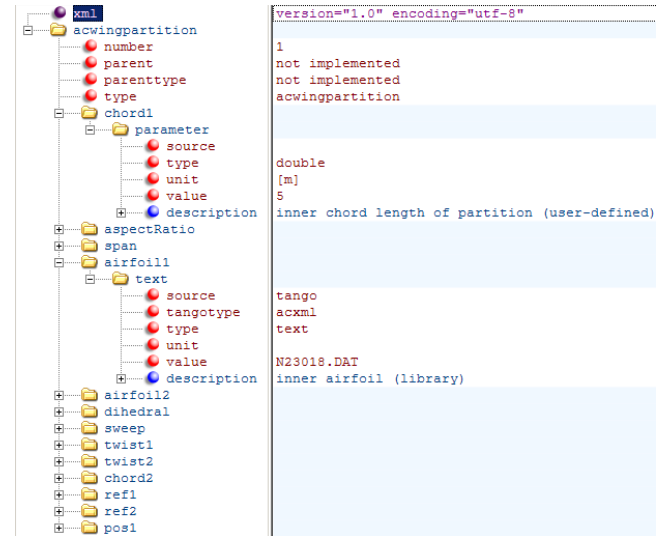 xml version="1.0" encoding="utf-8"
acwingpartition
number 1
parent not implemented
parenttype not implemented
type acwingpartition
chord1
parameter
source
type double
unit [m]
value 5
description inner chord length of partition (user-defined)
aspectRatio
span
airfoil1
text
source tango
tangotype acxml
type text
unit
value N23018.DAT
description inner airfoil (library)
airfoil2
dihedral
sweep
twist1
twist2
chord2
ref1
ref2
pos1